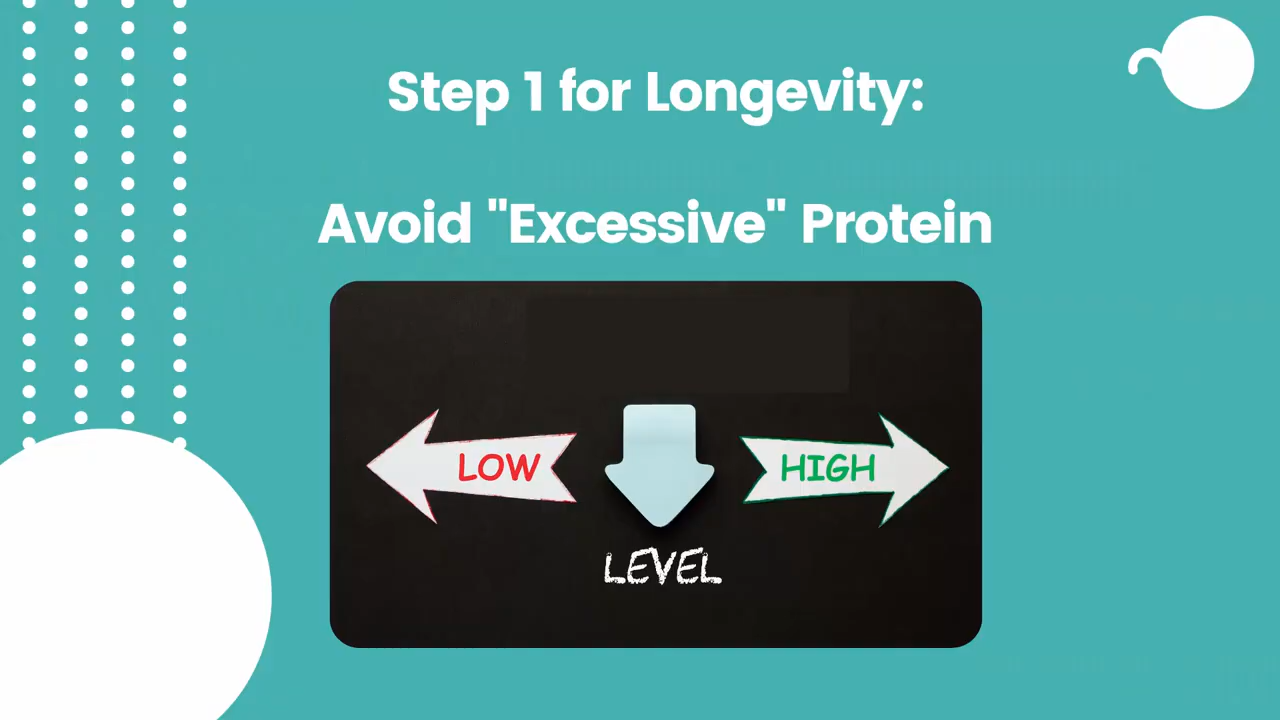 Step 1 for Longevity:
Avoid "Excessive" Protein
LOW
HIGH
LEVEL